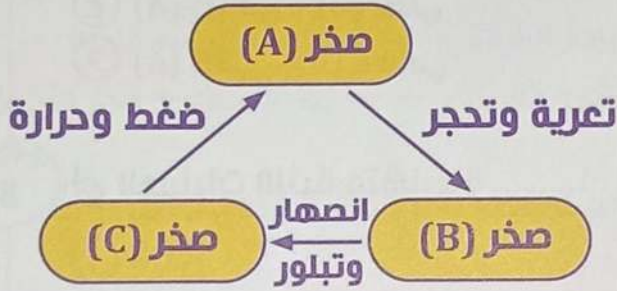 صخر (A)
ضغط وحرارة
تعرية وتحجر
صخر (B)
انصهار
وتبلور
صخر (C)